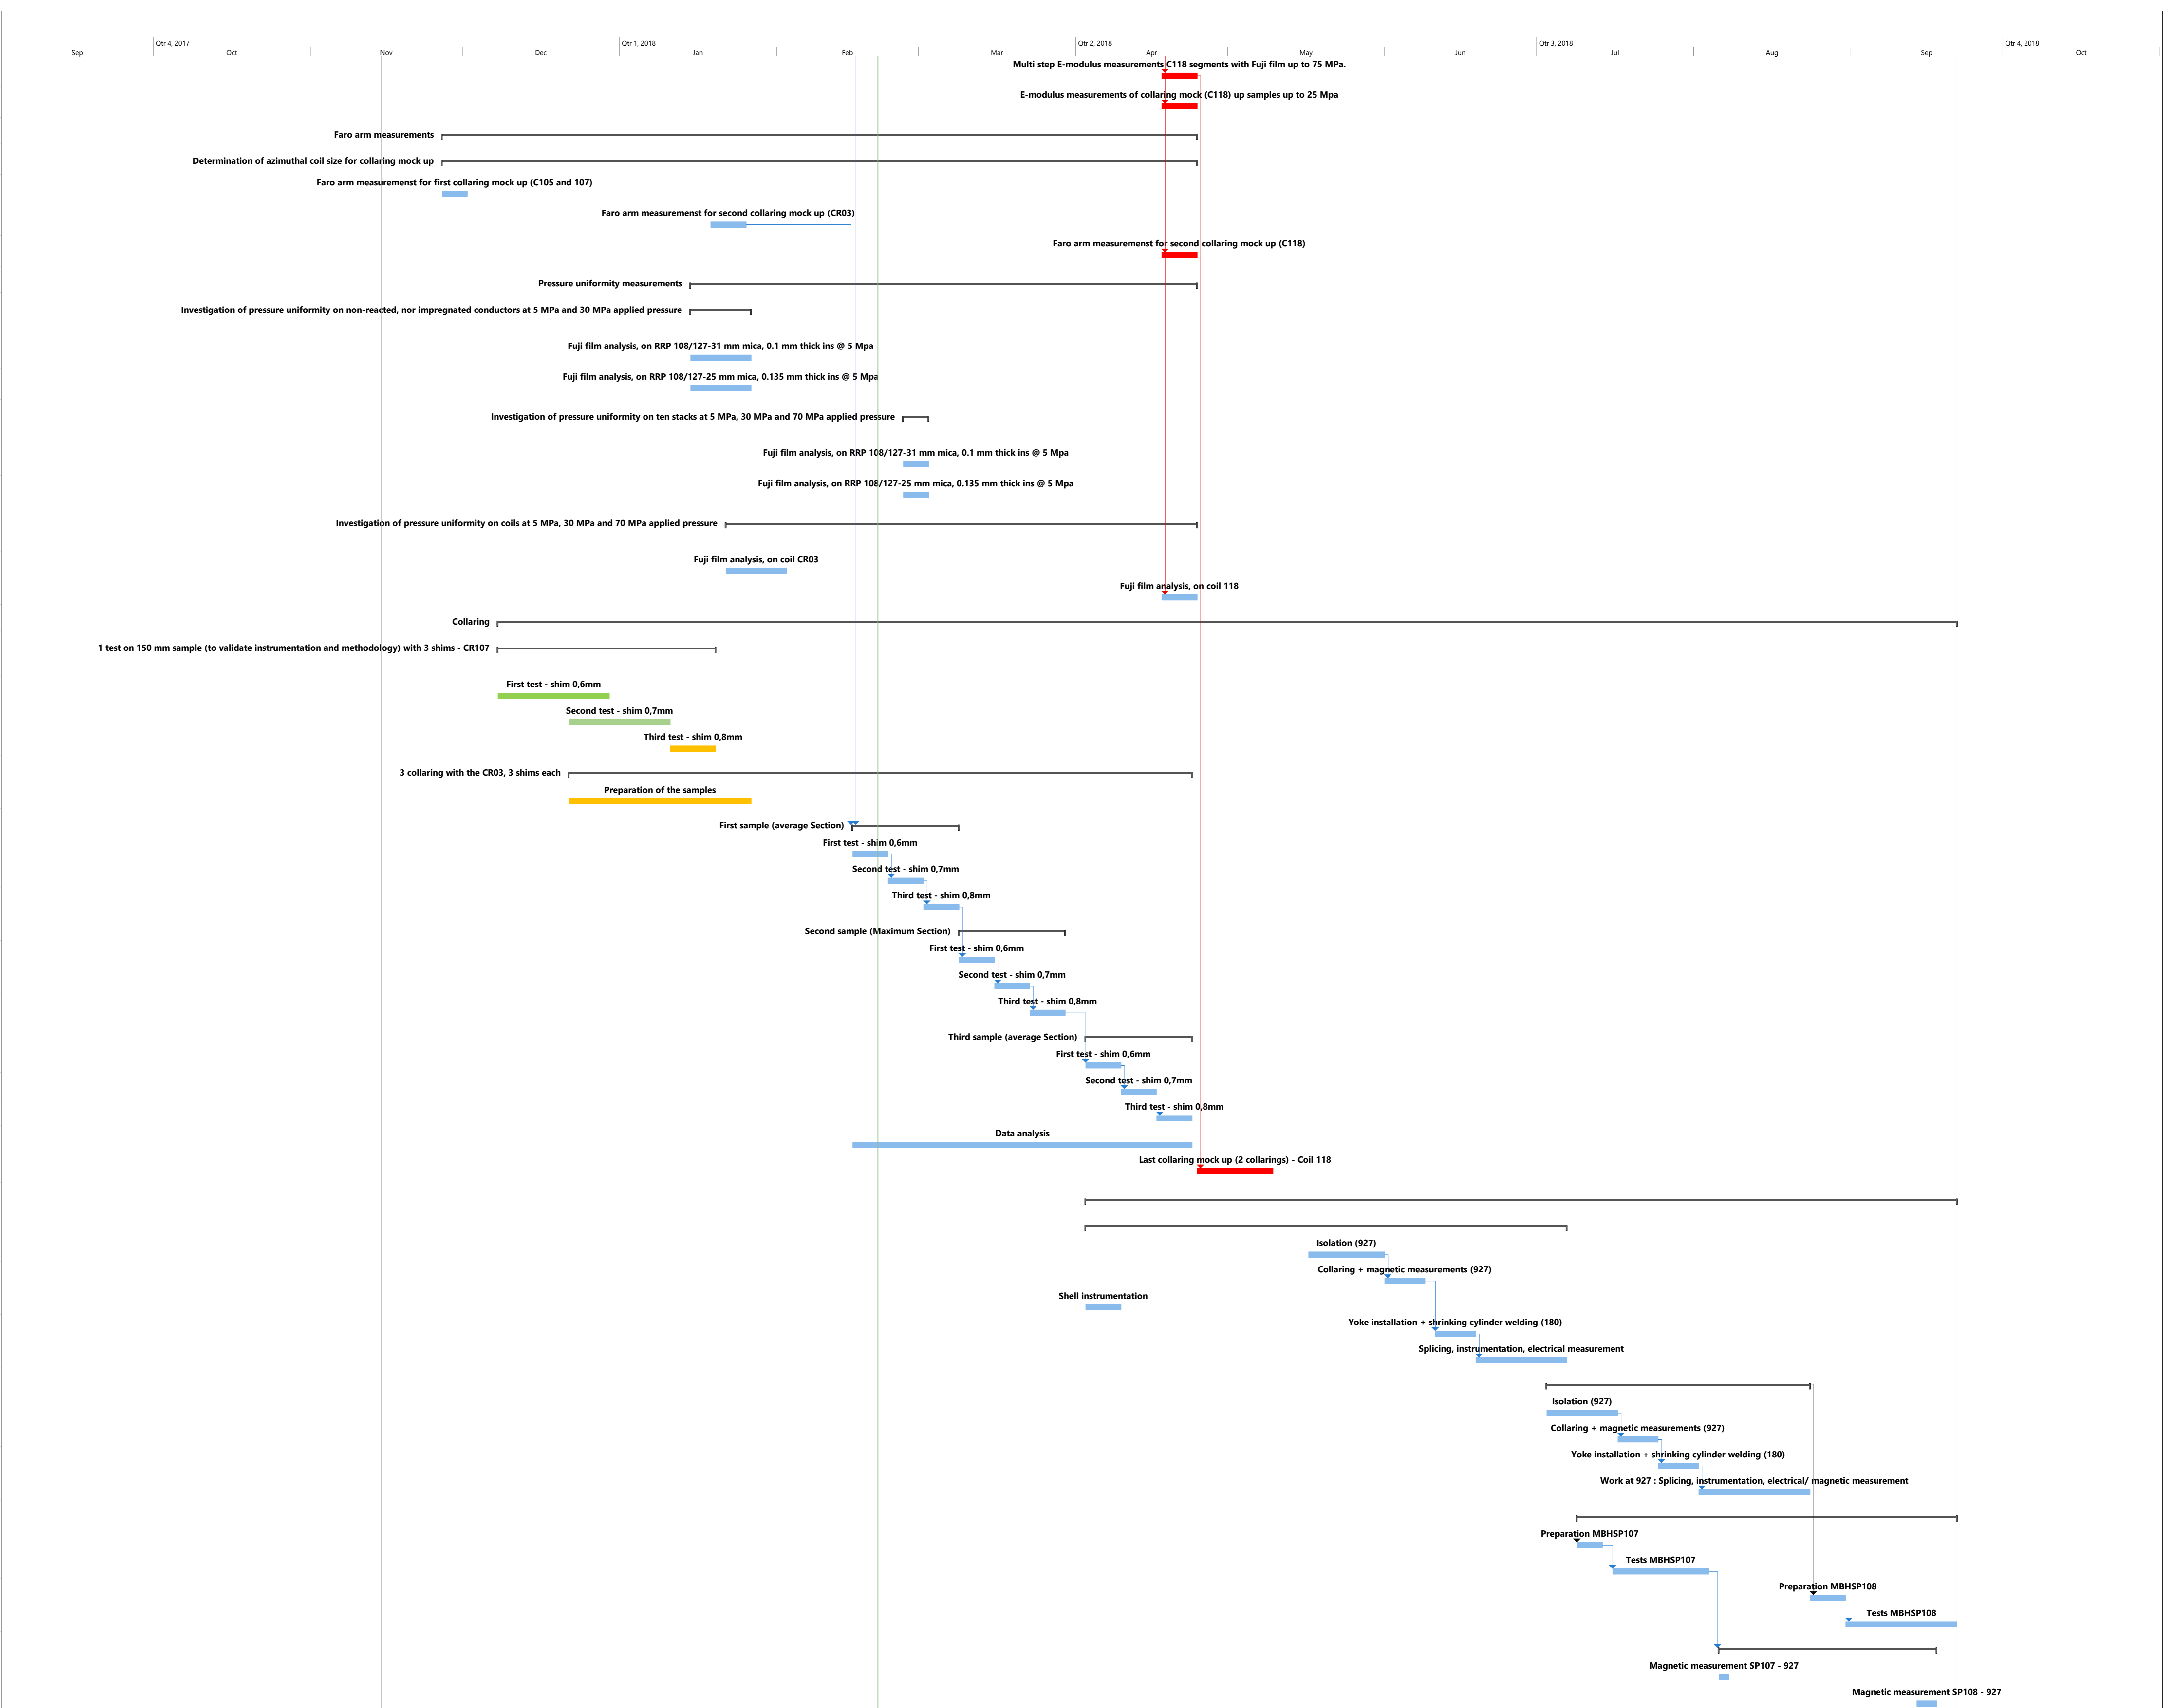 Qtr 4, 2017
Qtr 1, 2018
Qtr 2, 2018
Qtr 3, 2018
Qtr 4, 2018
Sep
Oct
Nov
Dec
Jan
Feb
Mar
Apr
May
Jun
Jul
Aug
Sep
Oct
Multi step E-modulus measurements C118 segments with Fuji film up to 75 MPa.
E-modulus measurements of collaring mock (C118) up samples up to 25 Mpa
Faro arm measurements
Determination of azimuthal coil size for collaring mock up
Faro arm measuremenst for first collaring mock up (C105 and 107)
Faro arm measuremenst for second collaring mock up (CR03)
Faro arm measuremenst for second collaring mock up (C118)
Pressure uniformity measurements
Investigation of pressure uniformity on non-reacted, nor impregnated conductors at 5 MPa and 30 MPa applied pressure
Fuji film analysis, on RRP 108/127-31 mm mica, 0.1 mm thick ins @ 5 Mpa
Fuji film analysis, on RRP 108/127-25 mm mica, 0.135 mm thick ins @ 5 Mpa
Investigation of pressure uniformity on ten stacks at 5 MPa, 30 MPa and 70 MPa applied pressure
Fuji film analysis, on RRP 108/127-31 mm mica, 0.1 mm thick ins @ 5 Mpa
Fuji film analysis, on RRP 108/127-25 mm mica, 0.135 mm thick ins @ 5 Mpa
Investigation of pressure uniformity on coils at 5 MPa, 30 MPa and 70 MPa applied pressure
Fuji film analysis, on coil CR03
Fuji film analysis, on coil 118
Collaring
1 test on 150 mm sample (to validate instrumentation and methodology) with 3 shims - CR107
First test - shim 0,6mm
Second test - shim 0,7mm
Third test - shim 0,8mm
3 collaring with the CR03, 3 shims each
Preparation of the samples
First sample (average Section)
First test - shim 0,6mm
Second test - shim 0,7mm
Third test - shim 0,8mm
Second sample (Maximum Section)
First test - shim 0,6mm
Second test - shim 0,7mm
Third test - shim 0,8mm
Third sample (average Section)
First test - shim 0,6mm
Second test - shim 0,7mm
Third test - shim 0,8mm
Data analysis
Last collaring mock up (2 collarings) - Coil 118
Isolation (927)
Collaring + magnetic measurements (927)
Shell instrumentation
Yoke installation + shrinking cylinder welding (180)
Splicing, instrumentation, electrical measurement
Isolation (927)
Collaring + magnetic measurements (927)
Yoke installation + shrinking cylinder welding (180)
Work at 927 : Splicing, instrumentation, electrical/ magnetic measurement
Preparation MBHSP107
Tests MBHSP107
Preparation MBHSP108
Tests MBHSP108
Magnetic measurement SP107 - 927
Magnetic measurement SP108 - 927